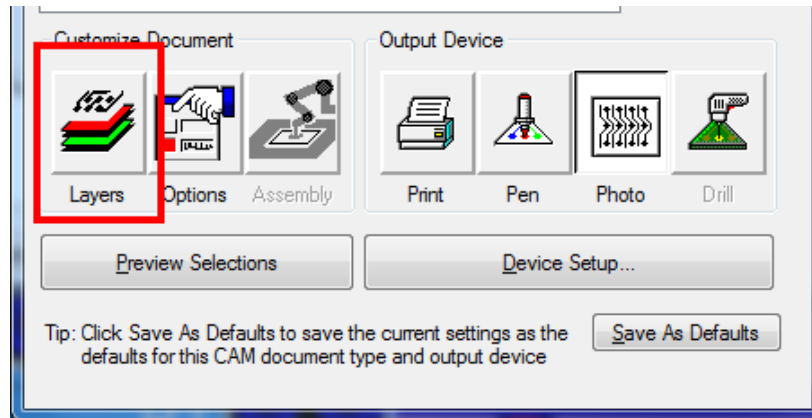 Customize Document
Output Device
Layers
Options
Assembly
Print
Pen
Photo
Drill
Preview Selections
Device Setup...
Tip: Click Save As Defaults to save the current settings as the
defaults for this CAM document type and output device
Save As Defaults